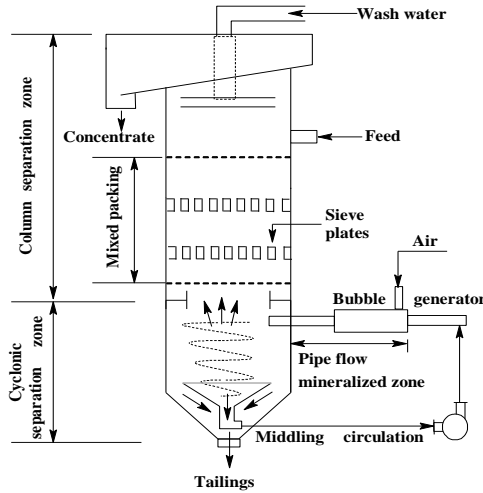 Wash water
Concentrate
Feed
Column separation zone
Mixed packing
Sieve
plates
Air
Bubble generator
Cyclonic
separation zone
Pipe flow
mineralized zone
Middling circulation
Tailings